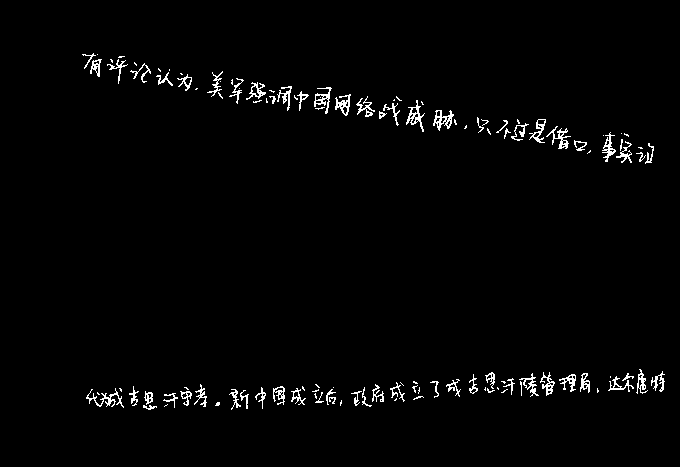 有评论认为,美军强调中国网络战威胁,只不过是借口,事实证
代成吉思汗守孝。新中国成立后,政府成立了成吉思汗陵管理局,达尔扈特